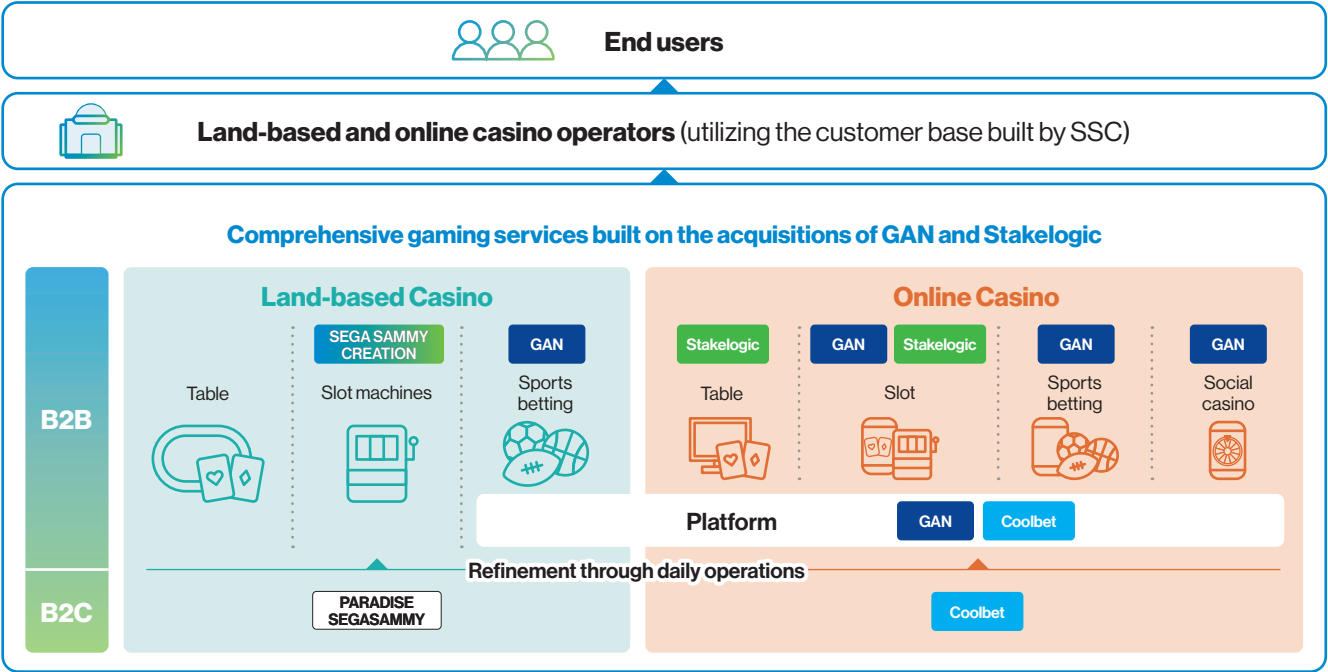 End users
Land-based and online casino operators (utilizing the customer base built by SSC)
Comprehensive gaming services built on the acquisitions of GAN and Stakelogic
B2B
Land-based Casino
Table
SEGA SAMMY
CREATION
Slot machines
GAN
Sports
betting
Online Casino
Stakelogic
Table
GAN
Stakelogic
Slot
GAN
Sports
betting
GAN
Social
casino
Platform
GAN
Coolbet
Refinement through daily operations
B2C
PARADISE
SEGASAMMY
Coolbet